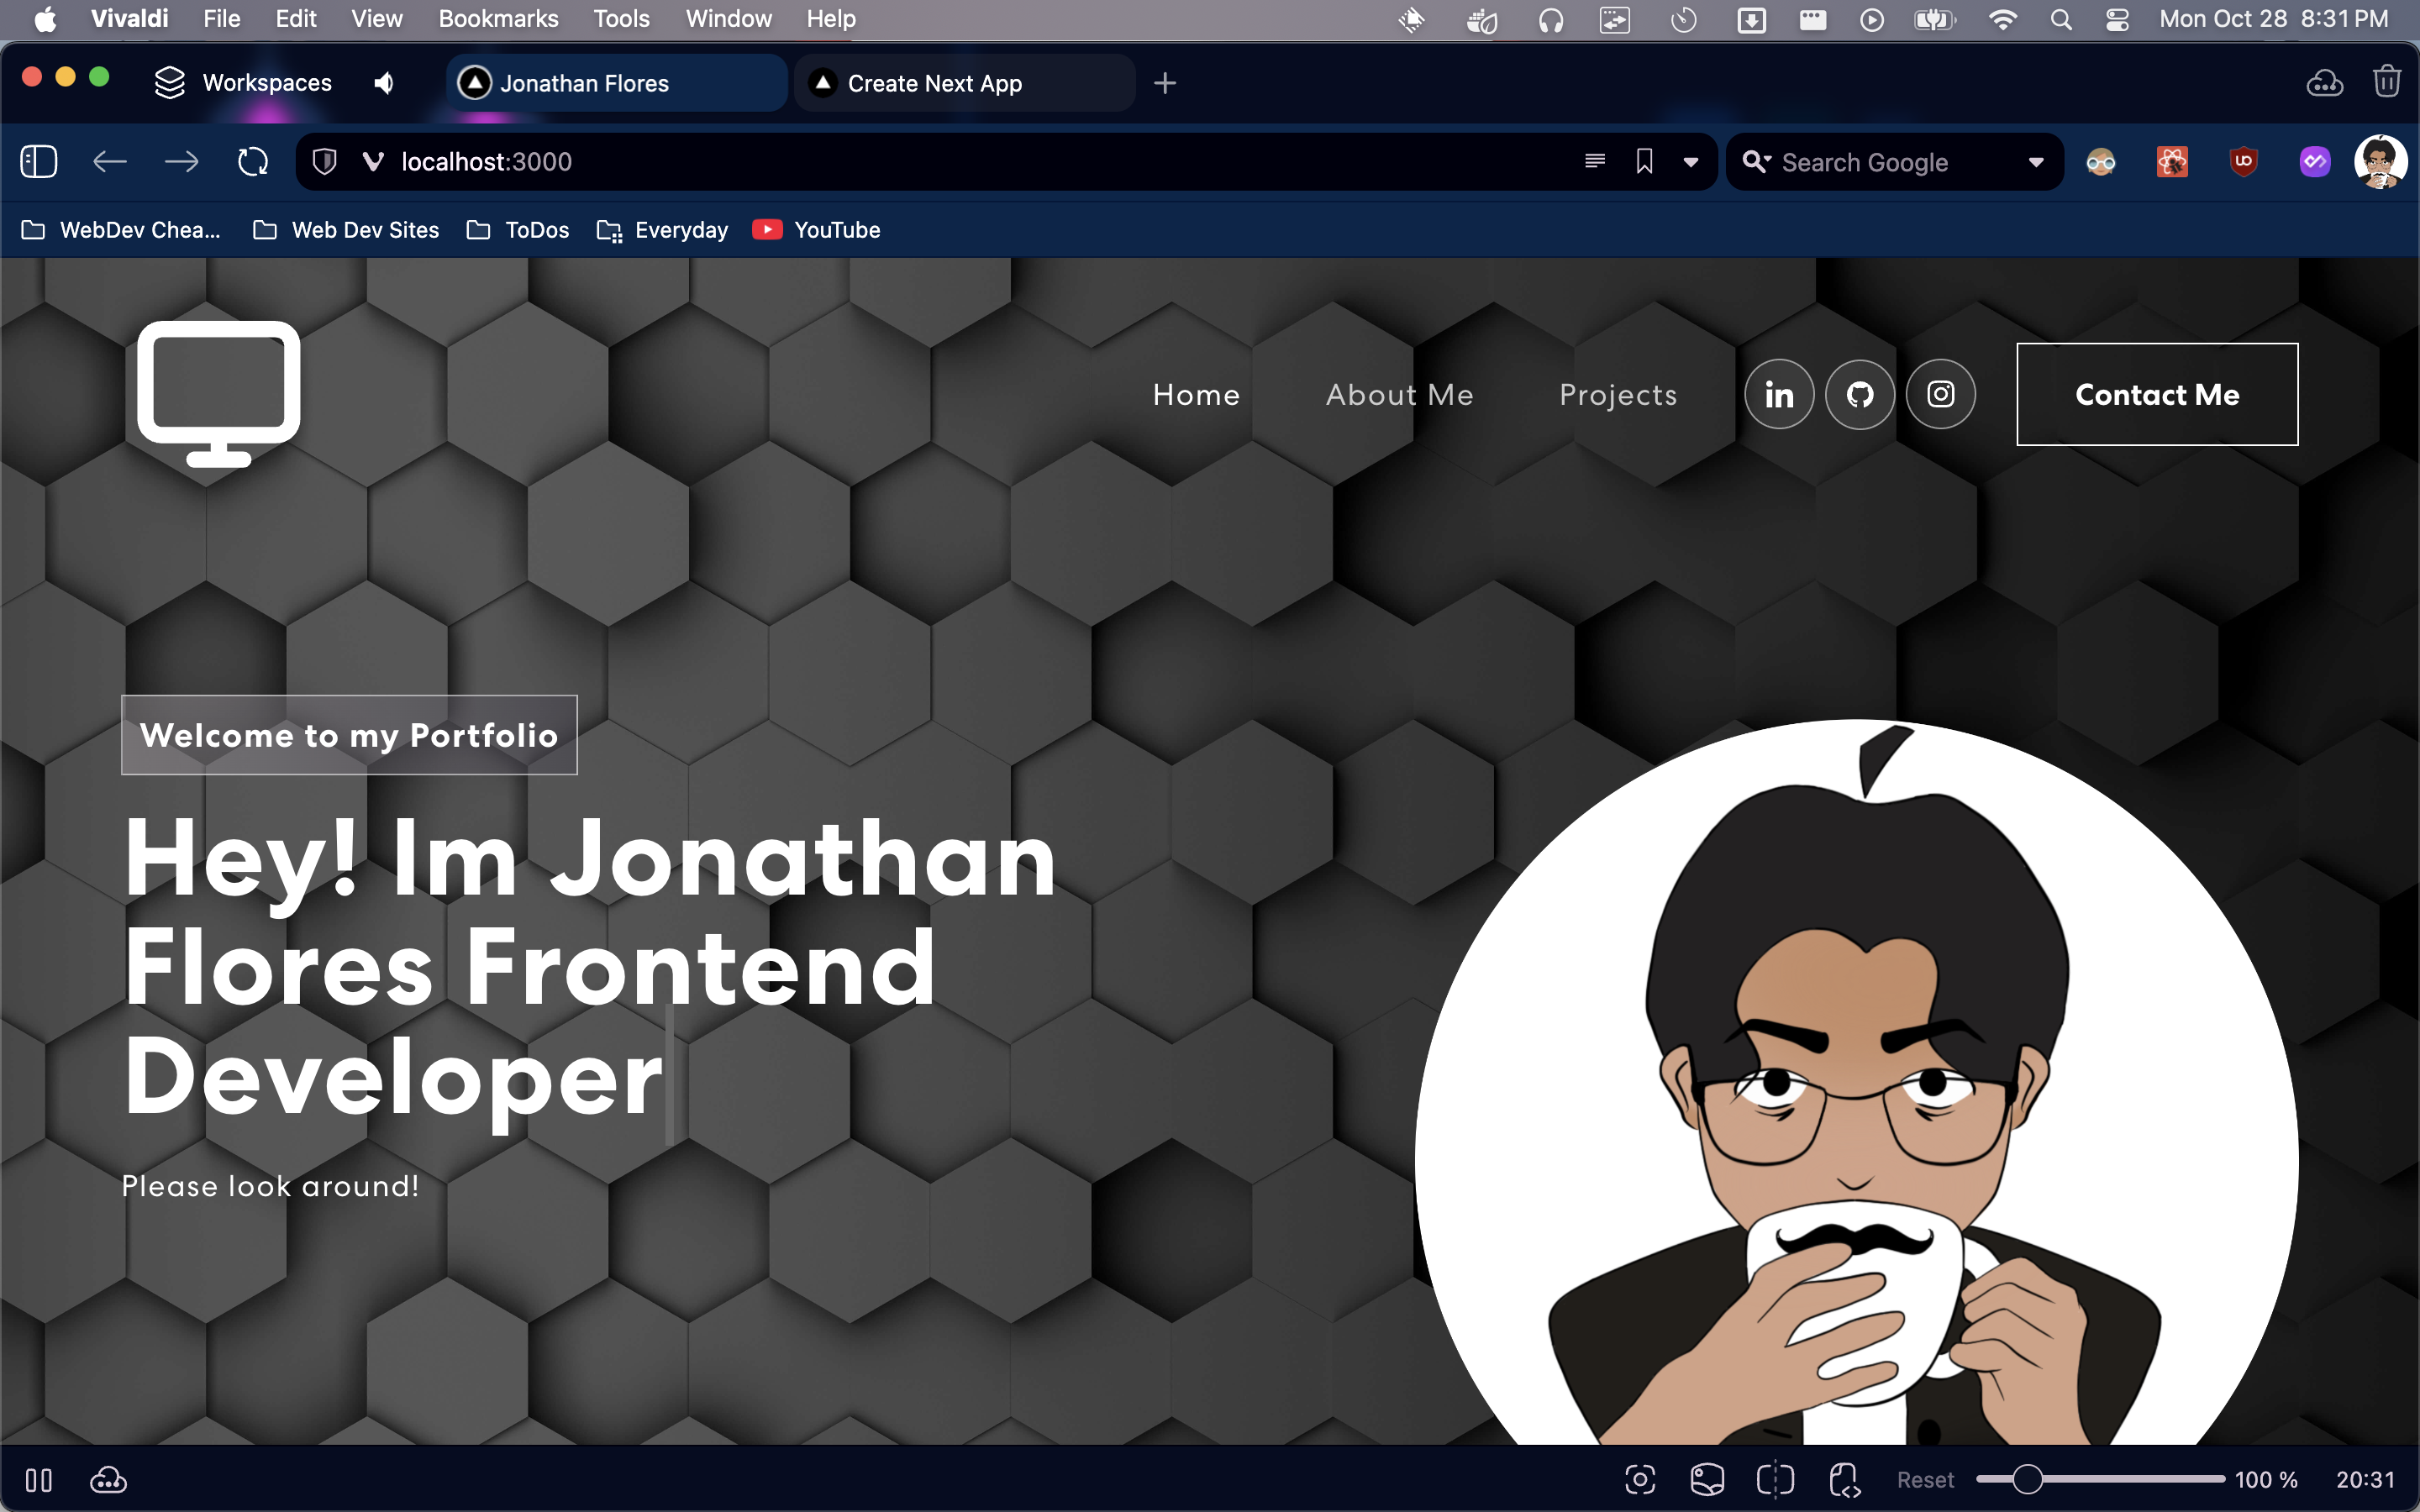 Vivaldi File Edit View Bookmarks Tools Window Help Mon Oct 28 8:31 PM
Workspaces Jonathan Flores Create Next App
localhost:3000 Search Google
WebDev Chea... Web Dev Sites ToDos Everyday YouTube
Home About Me Projects in Contact Me
Welcome to my Portfolio
Hey! Im Jonathan
Flores Frontend
Developer
Please look around!
Reset 100 % 20:31